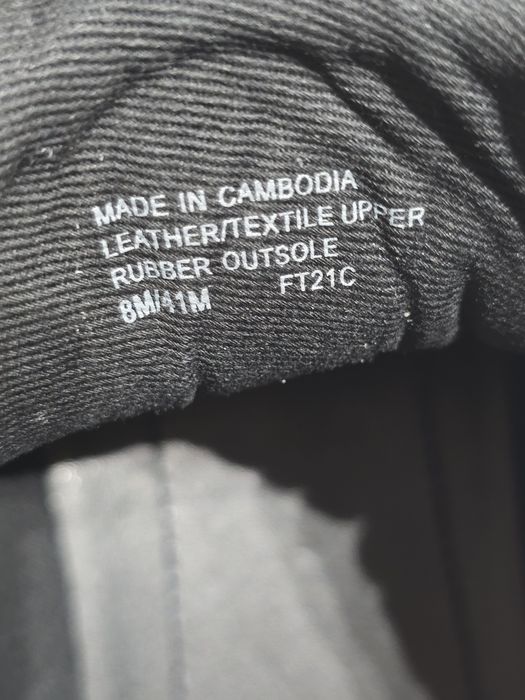 MADE IN CAMBODIA
LEATHER/TEXTILE UPPER
RUBBER OUTSOLE
8M/41M FT21C